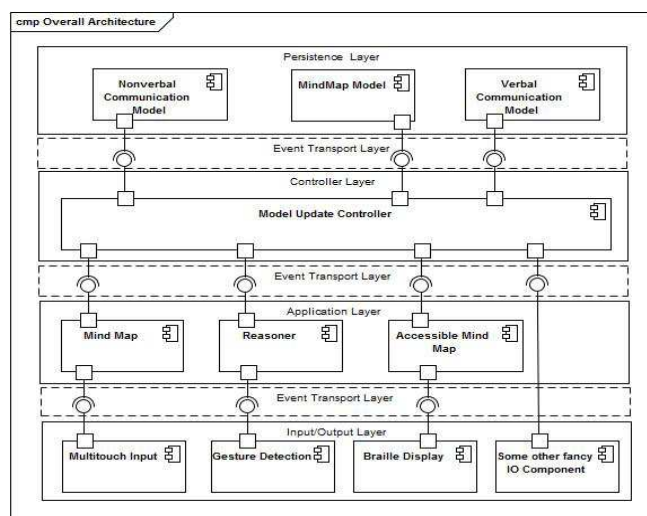 cmp Overall Architecture
Persistence Layer
Nonverbal
Communication
Model
MindMap Model
Verbal
Communication
Model
Event Transport Layer
Controller Layer
Model Update Controller
Event Transport Layer
Application Layer
Mind Map
Reasoner
Accessible Mind
Map
Event Transport Layer
Input/Output Layer
Multitouch Input
Gesture Detection
Braille Display
Some other fancy
IO Component